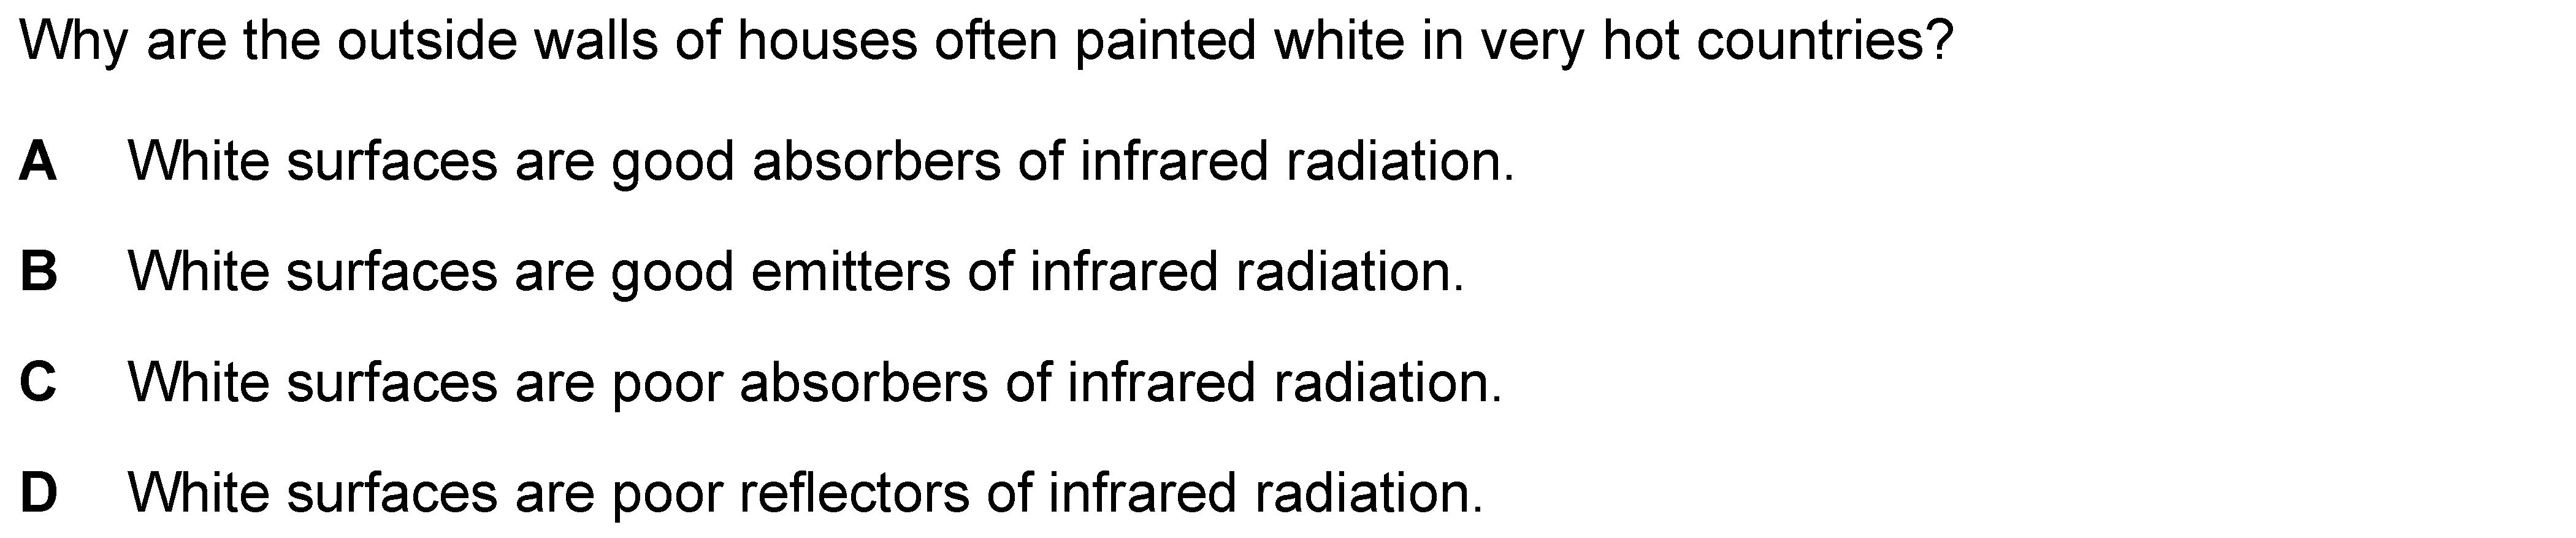 Why are the outside walls of houses often painted white in very hot countries?
A White surfaces are good absorbers of infrared radiation.
B White surfaces are good emitters of infrared radiation.
C White surfaces are poor absorbers of infrared radiation.
D White surfaces are poor reflectors of infrared radiation.